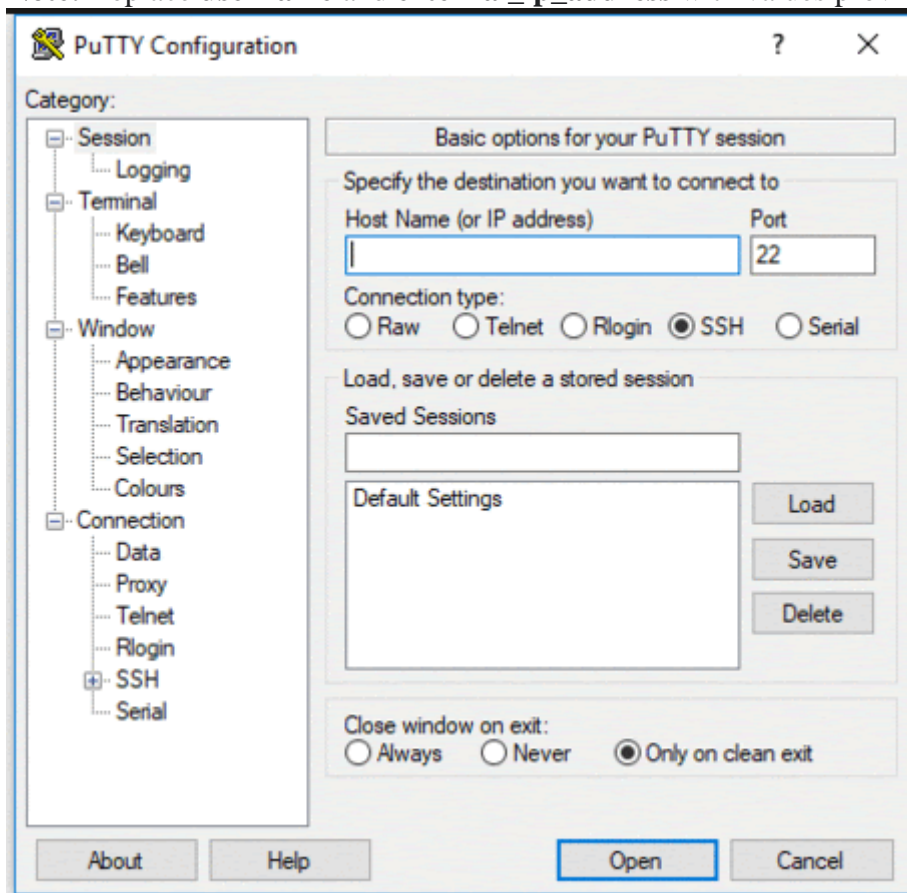 PuTTY Configuration
?
Category:
Session
Logging
Terminal
Keyboard
Bell
Features
Window
Appearance
Behaviour
Translation
Selection
Colours
Connection
Data
Proxy
Telnet
Rlogin
SSH
Serial
Basic options for your PuTTY session
Specify the destination you want to connect to
Host Name (or IP address) Port
22
Connection type:
Raw Telnet Rlogin SSH Serial
Load, save or delete a stored session
Saved Sessions
Default Settings
Load
Save
Delete
Close window on exit:
Always Never Only on clean exit
About Help Open Cancel